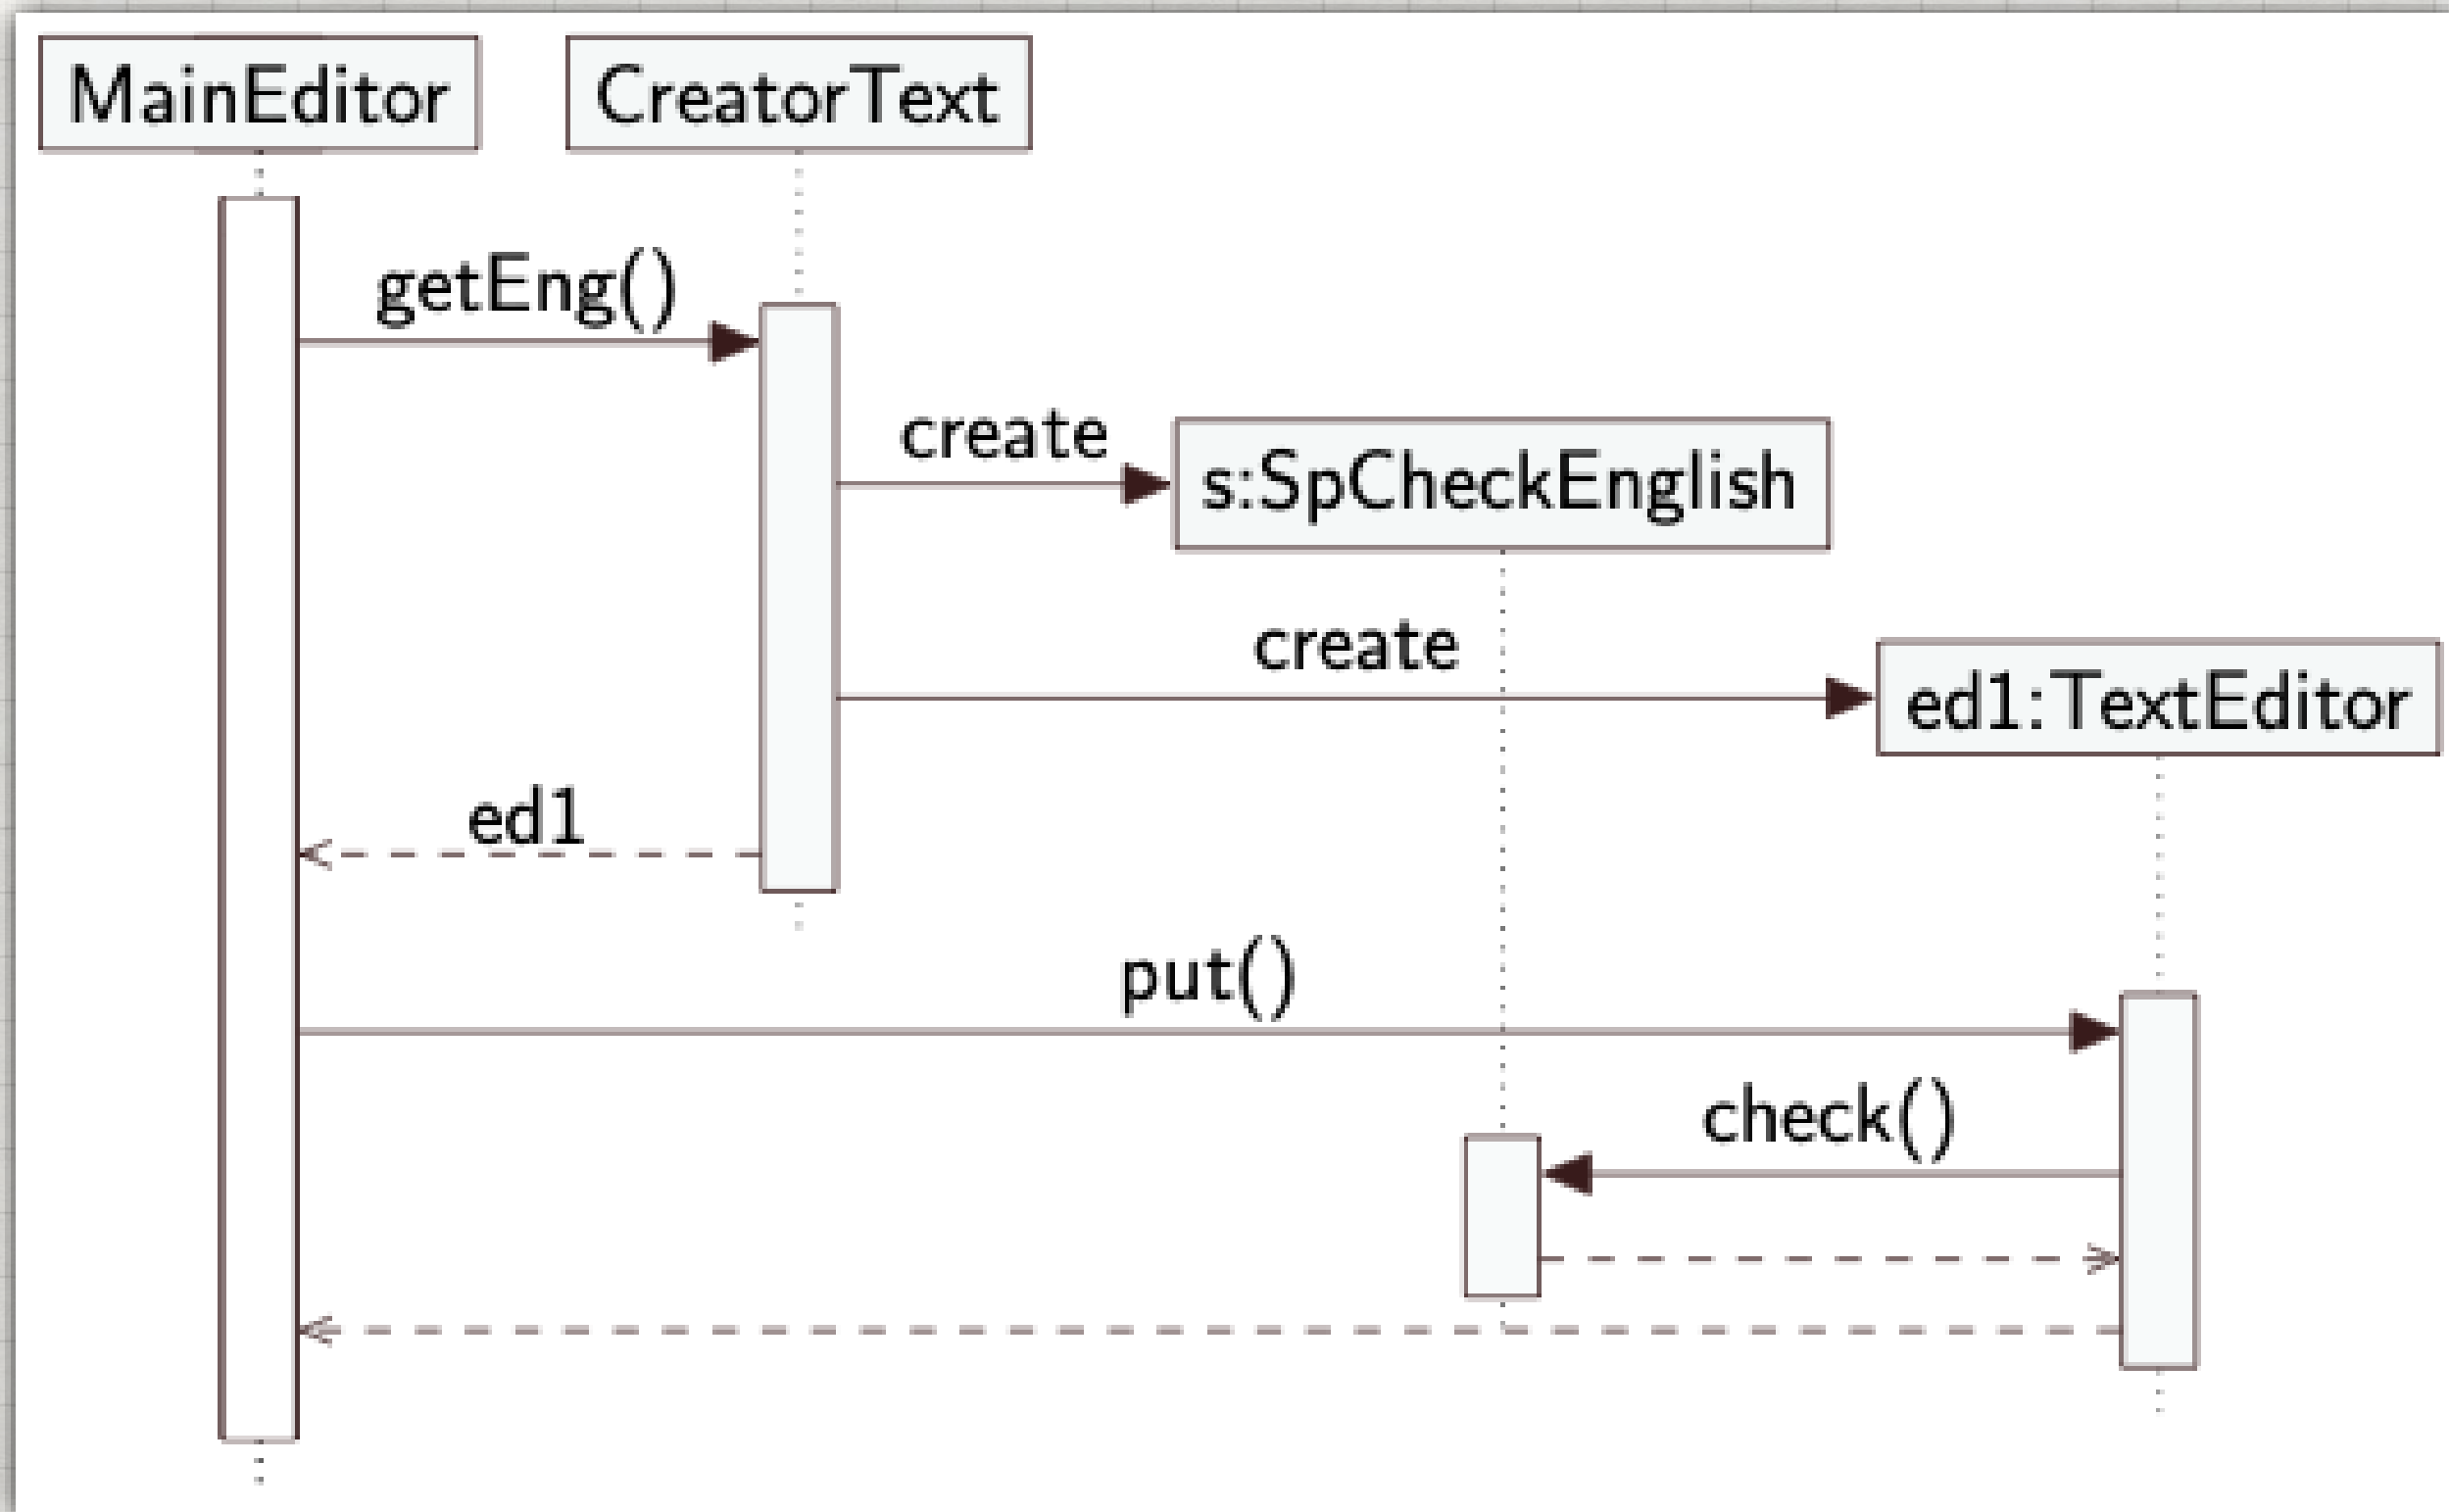 MainEditor
CreatorText
getEng()
create
s:SpCheckEnglish
create
ed1:TextEditor
ed1
put()
check()